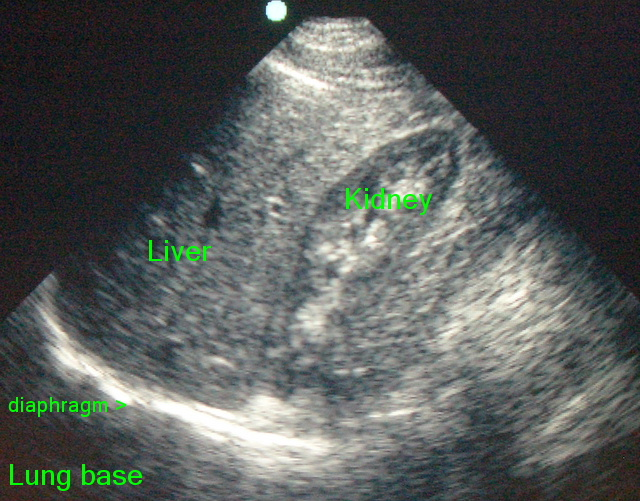 Kidney
Liver
diaphragm >
Lung base